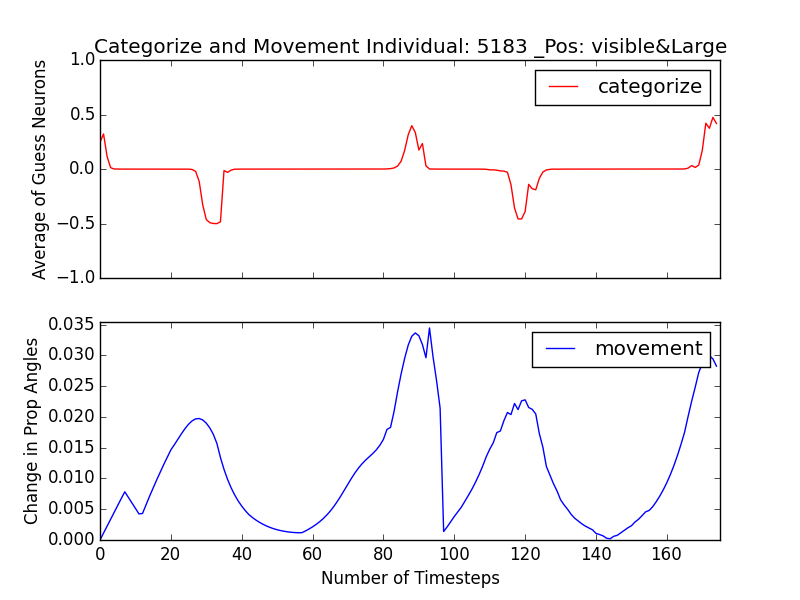 Categorize and Movement Individual: 5183 _Pos: visible&Large
1.0
0.5
0.0
−0.5
−1.0
Average of Guess Neurons
categorize
0.035
0.030
0.025
0.020
0.015
0.010
0.005
0.000
Change in Prop Angles
movement
0 20 40 60 80 100 120 140 160
Number of Timesteps